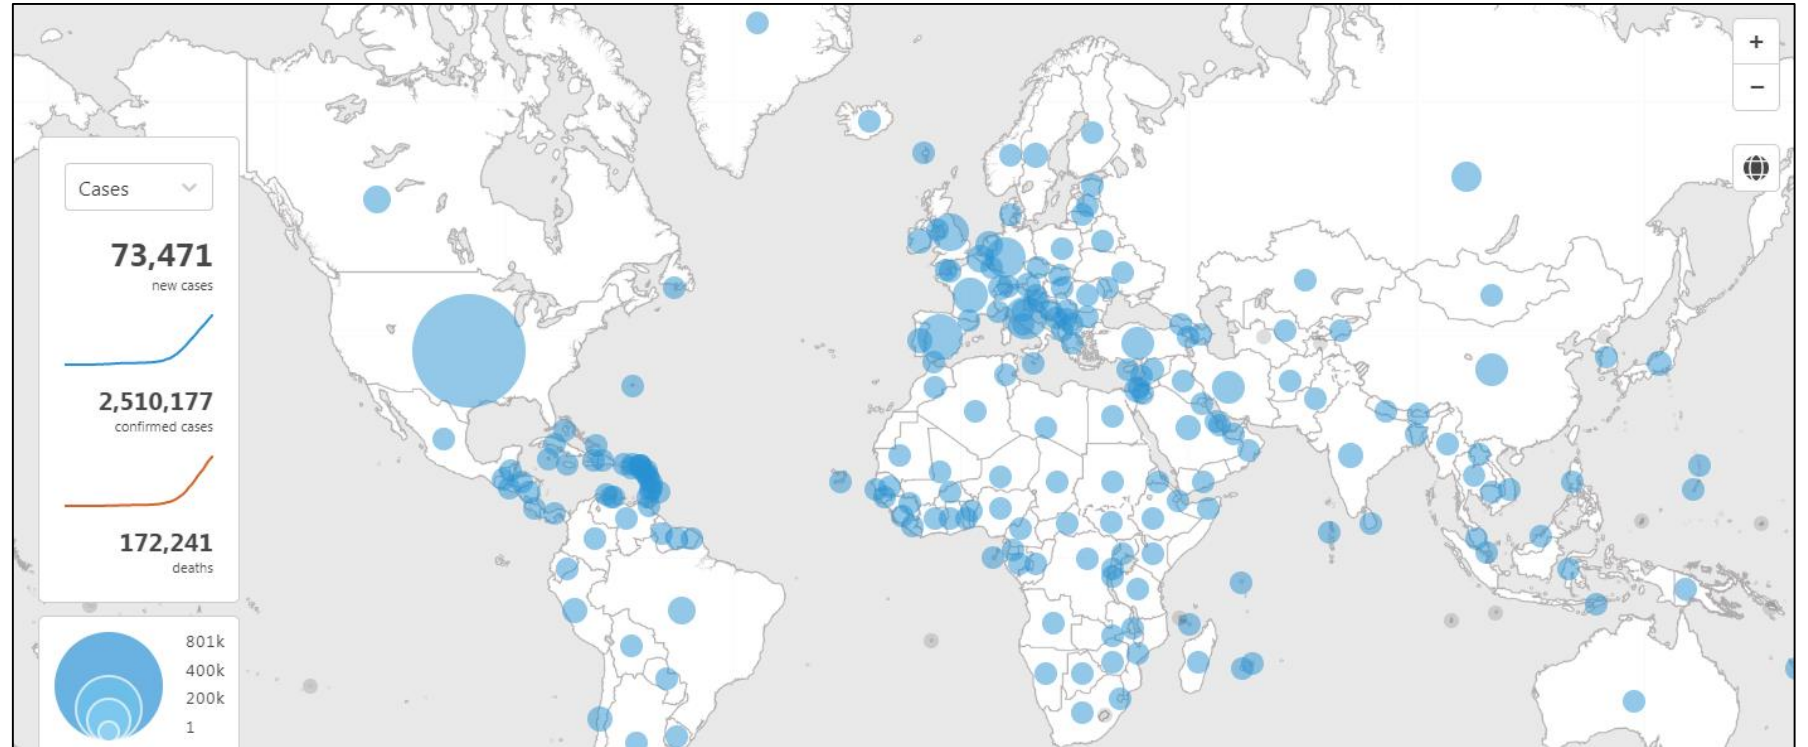 Cases
73,471
new cases
2,510,177
confirmed cases
172,241
deaths
801k
400k
200k
1
+
−